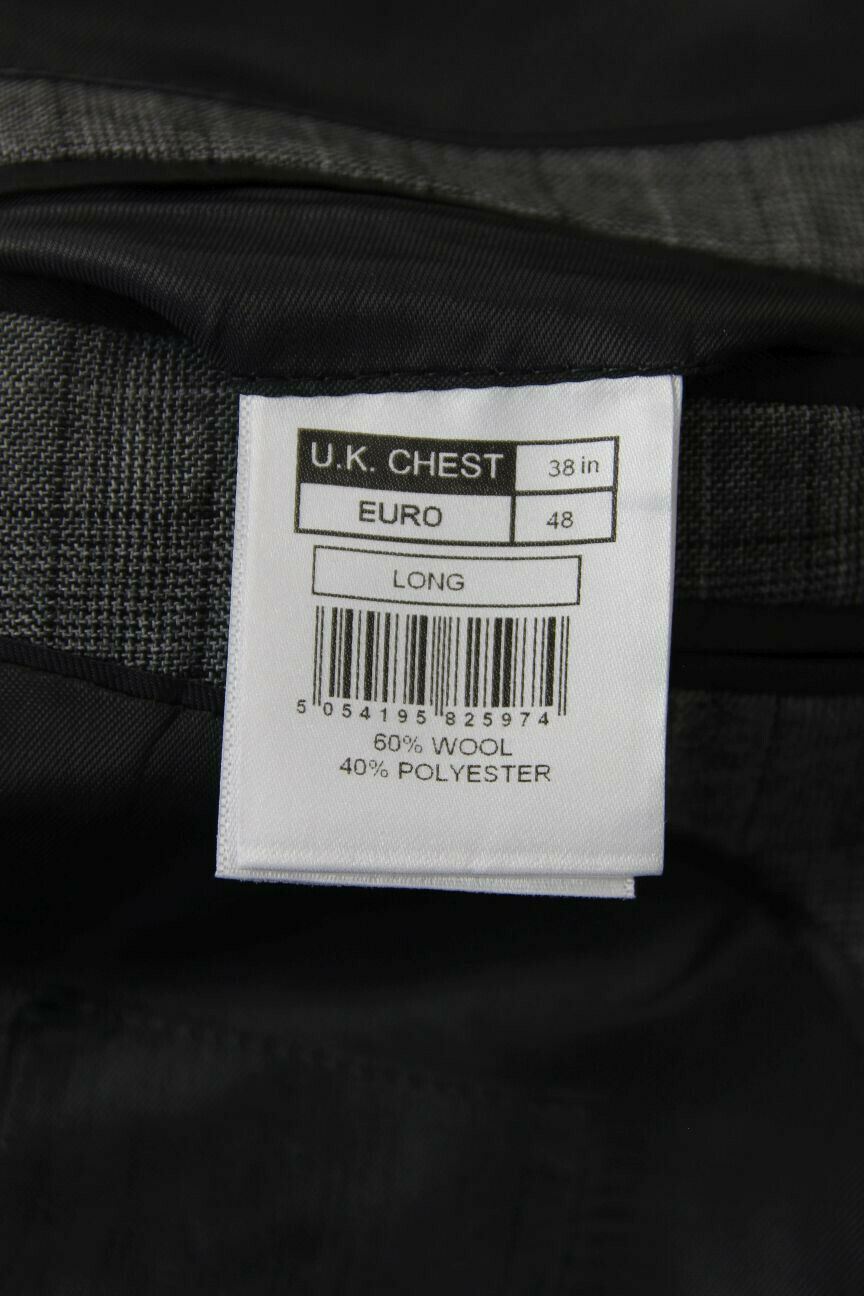 U.K. CHEST 38 in
EURO 48
LONG
5 054195 825974
60% WOOL
40% POLYESTER